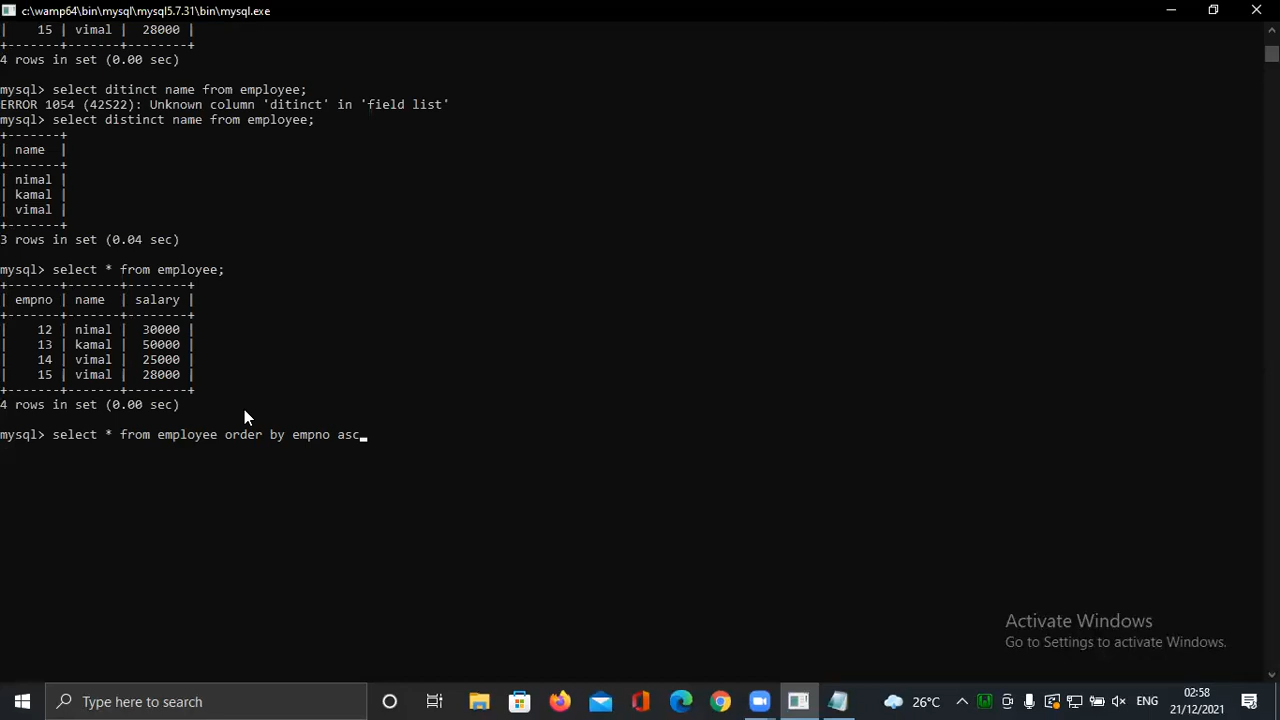 c:\wamp64\bin\mysql\mysql5.7.31\bin\mysql.exe
|    15 | vimal |  28000 |
+-------+-------+--------+
4 rows in set (0.00 sec)
mysql> select ditinct name from employee;
ERROR 1054 (42S22): Unknown column 'ditinct' in 'field list'
mysql> select distinct name from employee;
+-------+
| name  |
+-------+
| nimal |
| kamal |
| vimal |
+-------+
3 rows in set (0.04 sec)
mysql> select * from employee;
+-------+-------+--------+
| empno | name  | salary |
+-------+-------+--------+
|    12 | nimal |  30000 |
|    13 | kamal |  50000 |
|    14 | vimal |  25000 |
|    15 | vimal |  28000 |
+-------+-------+--------+
4 rows in set (0.00 sec)
mysql> select * from employee order by empno asc_
Activate Windows
Go to Settings to activate Windows.
Type here to search
26°C
ENG
02:58
21/12/2021